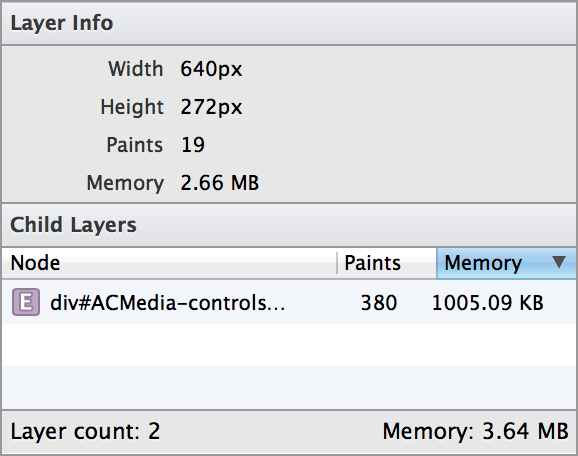 Layer Info
Width 640px
Height 272px
Paints 19
Memory 2.66 MB
Child Layers
Node Paints Memory ▼
E div#ACMedia-controls... 380 1005.09 KB
Layer count: 2 Memory: 3.64 MB